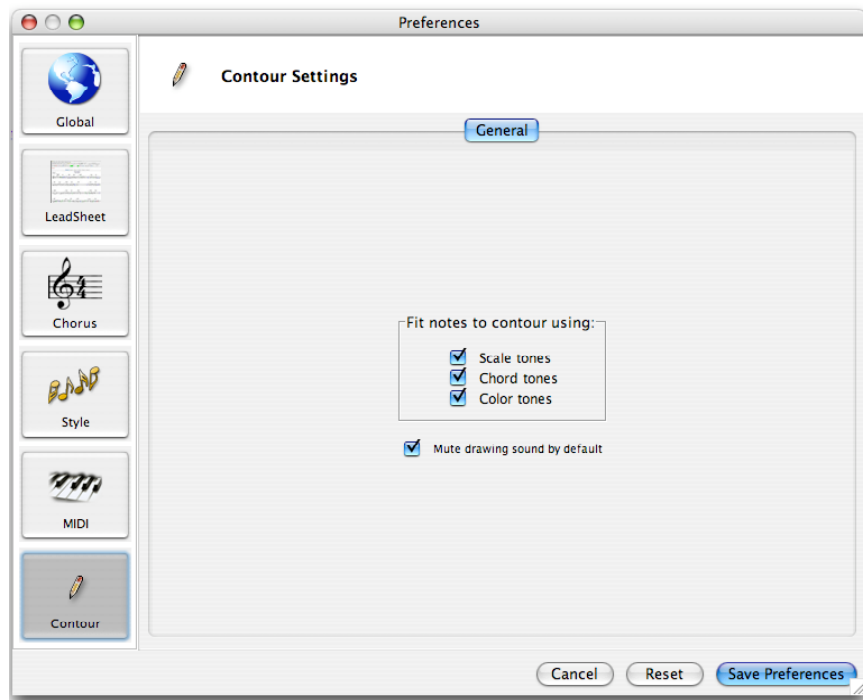 Preferences
Global
LeadSheet
Chorus
Style
MIDI
Contour
Contour Settings
General
Fit notes to contour using:
Scale tones
Chord tones
Color tones
Mute drawing sound by default
Cancel
Reset
Save Preferences